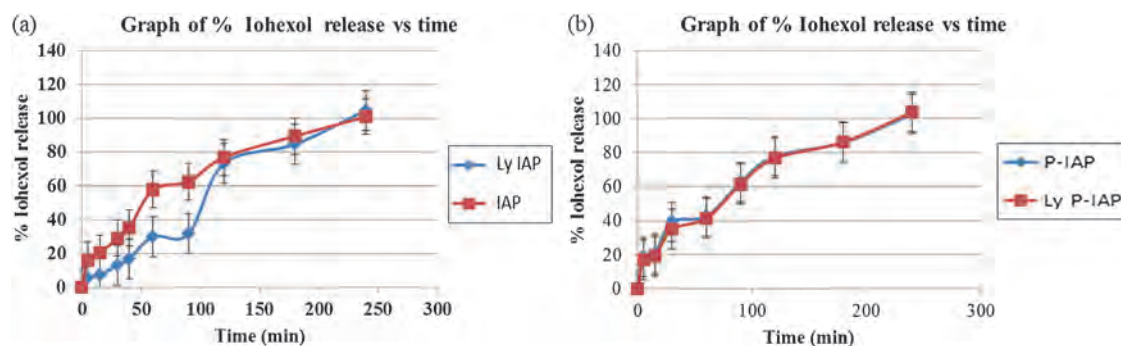 (a)
Graph of % Iohexol release vs time
140
120
100
80
60
40
20
0
% Iohexol release
0
50
100
150
200
250
300
Time (min)
Ly IAP
IAP
(b)
Graph of % Iohexol release vs time
140
120
100
80
60
40
20
0
% Iohexol release
0
100
200
300
Time (min)
P-IAP
Ly P-IAP